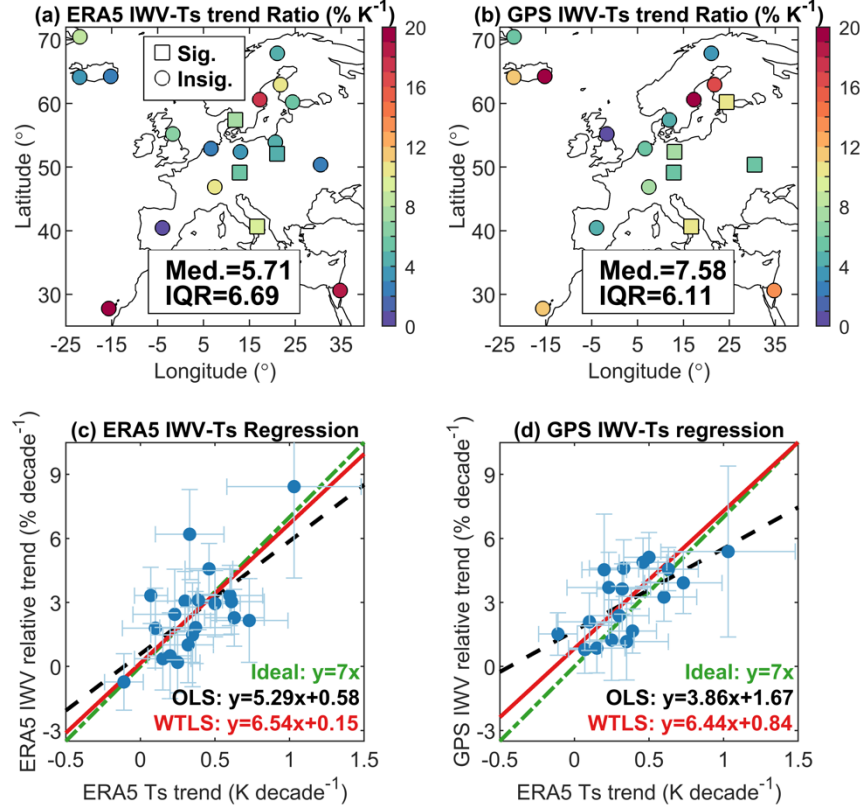 (a) ERA5 IWV-Ts trend Ratio (% K⁻¹)
(b) GPS IWV-Ts trend Ratio (% K⁻¹)
Sig.
Insig.
Latitude (°)
70
60
50
40
30
Med.=5.71
IQR=6.69
-25 -15 -5 5 15 25 35
Longitude (°)
20
16
12
8
4
0
Latitude (°)
70
60
50
40
30
Med.=7.58
IQR=6.11
-25 -15 -5 5 15 25 35
Longitude (°)
20
16
12
8
4
0
(c) ERA5 IWV-Ts Regression
ERA5 IWV relative trend (% decade⁻¹)
9
6
3
0
-3
Ideal: y=7x
OLS: y=5.29x+0.58
WTLS: y=6.54x+0.15
-0.5 0 0.5 1 1.5
ERA5 Ts trend (K decade⁻¹)
(d) GPS IWV-Ts regression
GPS IWV relative trend (% decade⁻¹)
9
6
3
0
-3
Ideal: y=7x
OLS: y=3.86x+1.67
WTLS: y=6.44x+0.84
-0.5 0 0.5 1 1.5
ERA5 Ts trend (K decade⁻¹)